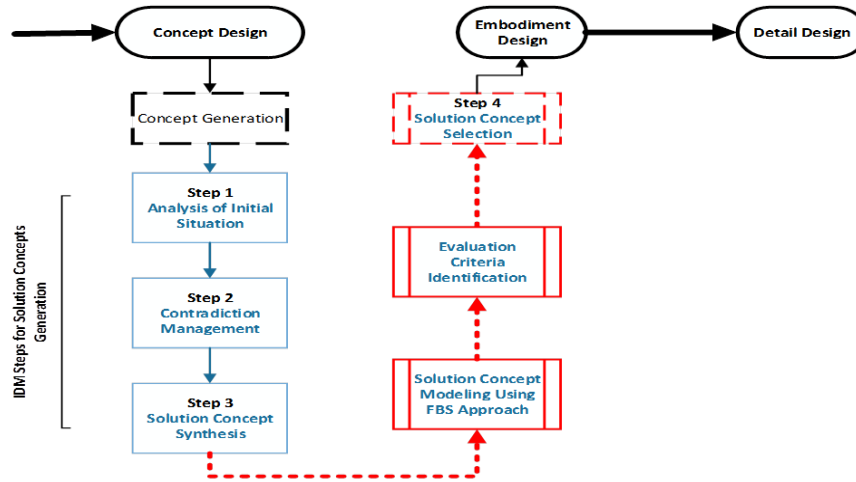 Concept Design
Embodiment
Design
Detail Design
Concept Generation
Step 4
Solution Concept
Selection
Step 1
Analysis of Initial
Situation
Evaluation
Criteria
Identification
Step 2
Contradiction
Management
Solution Concept
Modeling Using
FBS Approach
Step 3
Solution Concept
Synthesis
IDM Steps for Solution Concepts
Generation